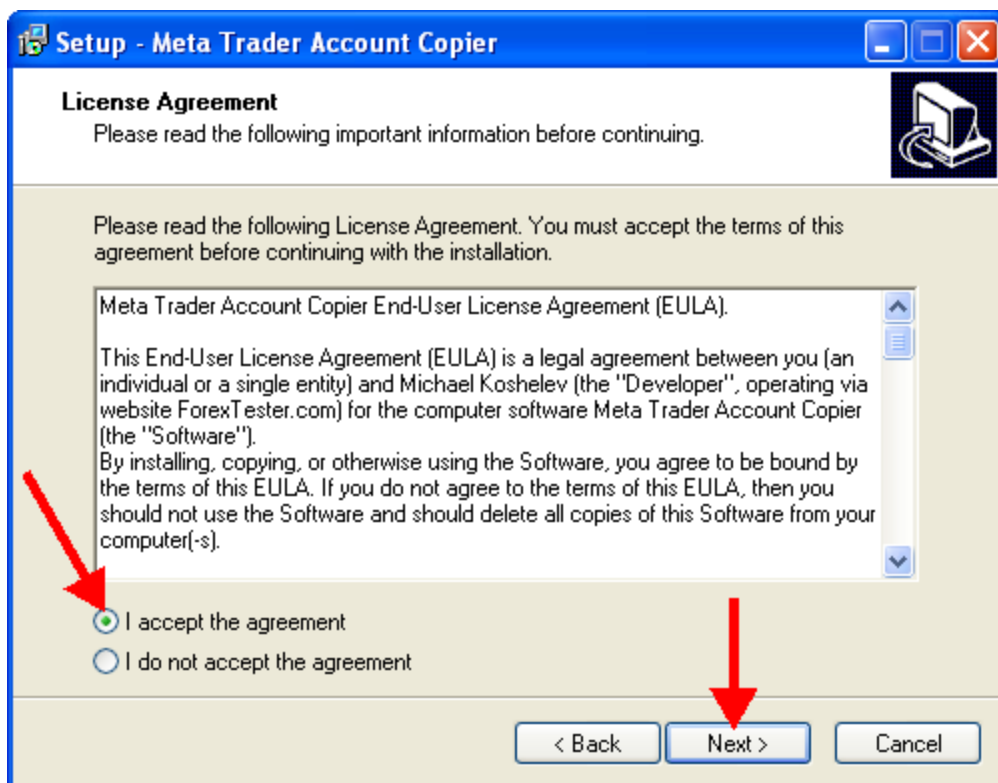 Setup - Meta Trader Account Copier
License Agreement
Please read the following important information before continuing.
Please read the following License Agreement. You must accept the terms of this
agreement before continuing with the installation.
Meta Trader Account Copier End-User License Agreement (EULA).
This End-User License Agreement (EULA) is a legal agreement between you (an
individual or a single entity) and Michael Koshelev (the "Developer", operating via
website ForexTester.com) for the computer software Meta Trader Account Copier
(the "Software").
By installing, copying, or otherwise using the Software, you agree to be bound by
the terms of this EULA. If you do not agree to the terms of this EULA, then you
should not use the Software and should delete all copies of this Software from your
computer(-s).
I accept the agreement
I do not accept the agreement
< Back
Next >
Cancel